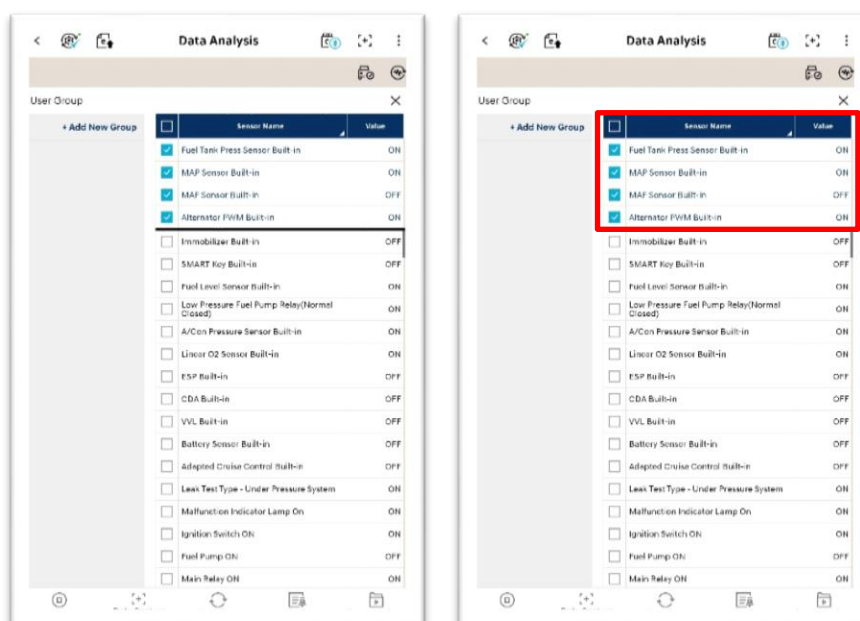 Data Analysis
User Group
+ Add New Group
Sensor Name Value
Fuel Tank Press Sensor Built-in ON
MAP Sensor Built-in ON
MAF Sensor Built-in OFF
Alternator PWM Built-in ON
Immobilizer Built-in OFF
SMART Key Built-in OFF
Fuel Level Sensor Built-in ON
Low Pressure Fuel Pump Relay(Normal
Closed) ON
A/Con Pressure Sensor Built-in ON
Linear O2 Sensor Built-in ON
ESP Built-in OFF
CDA Built-in OFF
VVL Built-in OFF
Battery Sensor Built-in OFF
Adapted Cruise Control Built-in OFF
Leak Test Type - Under Pressure System ON
Malfunction Indicator Lamp On ON
Ignition Switch ON ON
Fuel Pump ON OFF
Main Relay ON ON
Data Analysis
User Group
+ Add New Group
Sensor Name Value
Fuel Tank Press Sensor Built-in ON
MAP Sensor Built-in ON
MAF Sensor Built-in OFF
Alternator PWM Built-in ON
Immobilizer Built-in OFF
SMART Key Built-in OFF
Fuel Level Sensor Built-in ON
Low Pressure Fuel Pump Relay(Normal
Closed) ON
A/Con Pressure Sensor Built-in ON
Linear O2 Sensor Built-in ON
ESP Built-in OFF
CDA Built-in OFF
VVL Built-in OFF
Battery Sensor Built-in OFF
Adapted Cruise Control Built-in OFF
Leak Test Type - Under Pressure System ON
Malfunction Indicator Lamp On ON
Ignition Switch ON ON
Fuel Pump ON OFF
Main Relay ON ON